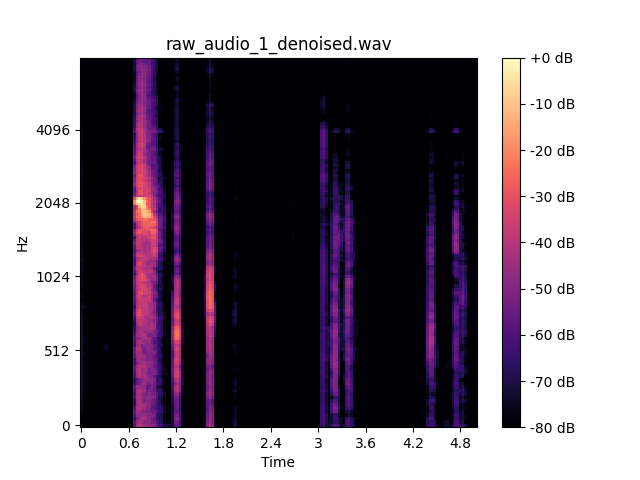 raw_audio_1_denoised.wav
Hz
4096
2048
1024
512
0
0 0.6 1.2 1.8 2.4 3 3.6 4.2 4.8
Time
+0 dB
-10 dB
-20 dB
-30 dB
-40 dB
-50 dB
-60 dB
-70 dB
-80 dB